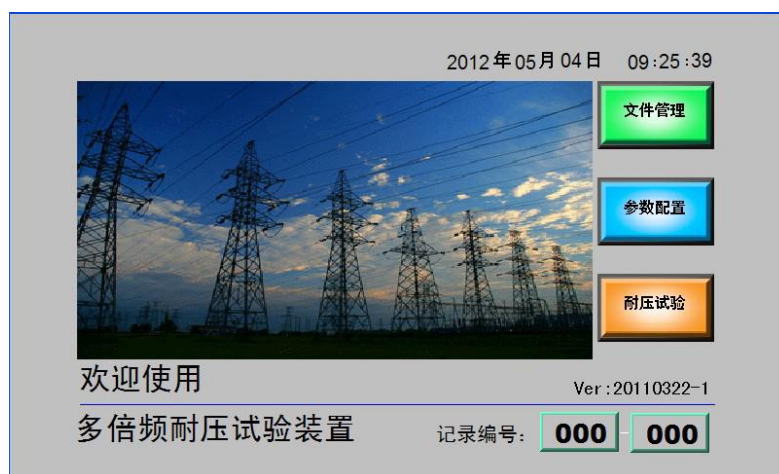 2012年05月04日 09:25:39
文件管理
参数配置
耐压试验
欢迎使用
Ver:20110322-1
多倍频耐压试验装置 记录编号: 000 - 000